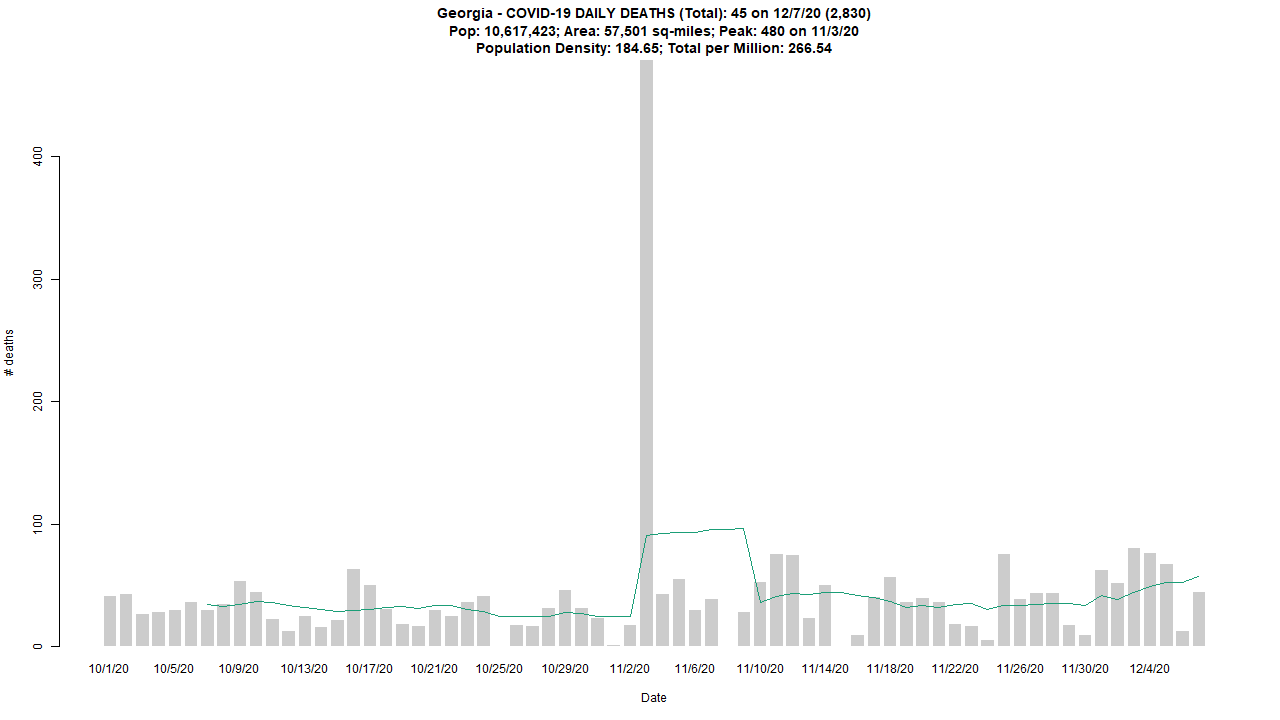 Georgia - COVID-19 DAILY DEATHS (Total): 45 on 12/7/20 (2,830)
Pop: 10,617,423; Area: 57,501 sq-miles; Peak: 480 on 11/3/20
Population Density: 184.65; Total per Million: 266.54
400
300
200
100
0
# deaths
10/1/20 10/5/20 10/9/20 10/13/20 10/17/20 10/21/20 10/25/20 10/29/20 11/2/20 11/6/20 11/10/20 11/14/20 11/18/20 11/22/20 11/26/20 11/30/20 12/4/20
Date